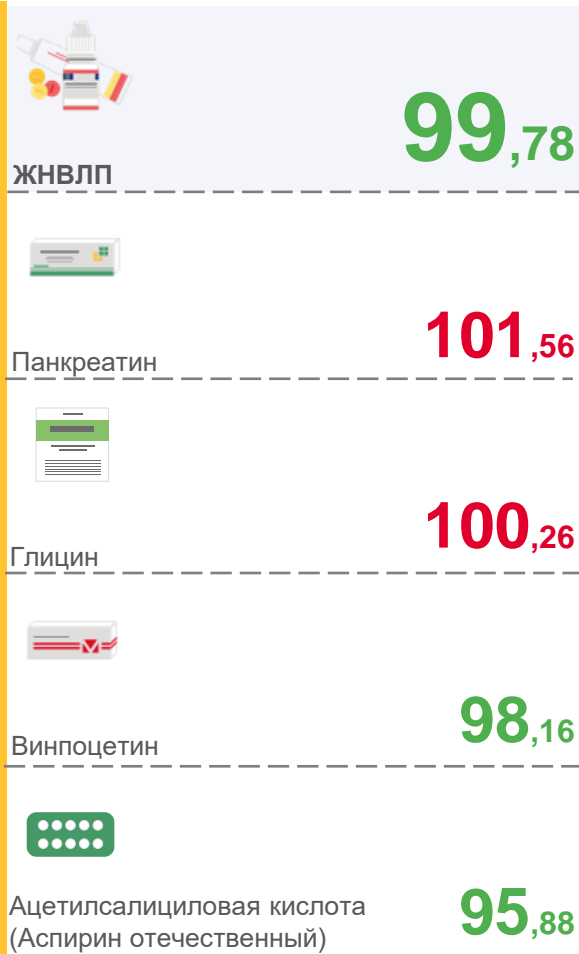 99,78
ЖНВЛП
101,56
Панкреатин
100,26
Глицин
98,16
Винпоцетин
Ацетилсалициловая кислота
95,88
(Аспирин отечественный)